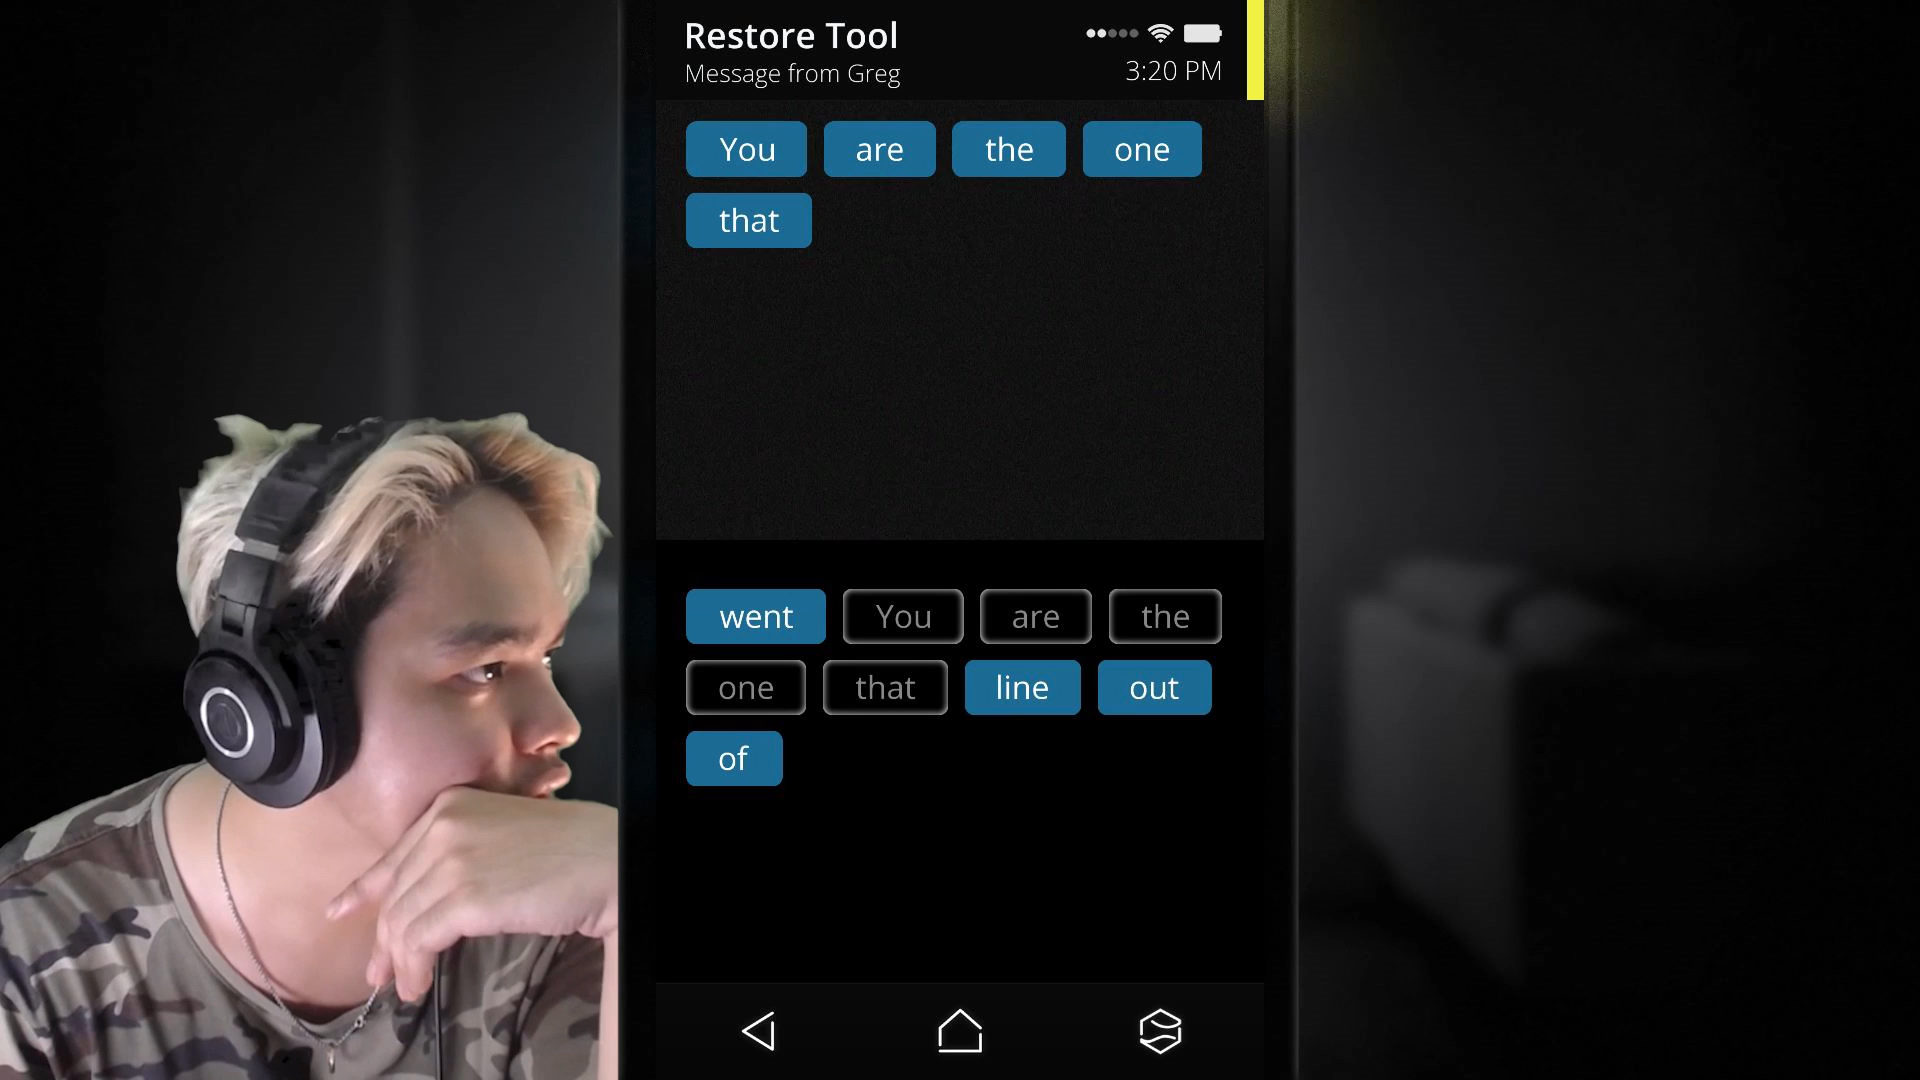 Restore Tool
Message from Greg
3:20 PM
You are the one
that
went You are the
one that line out
of